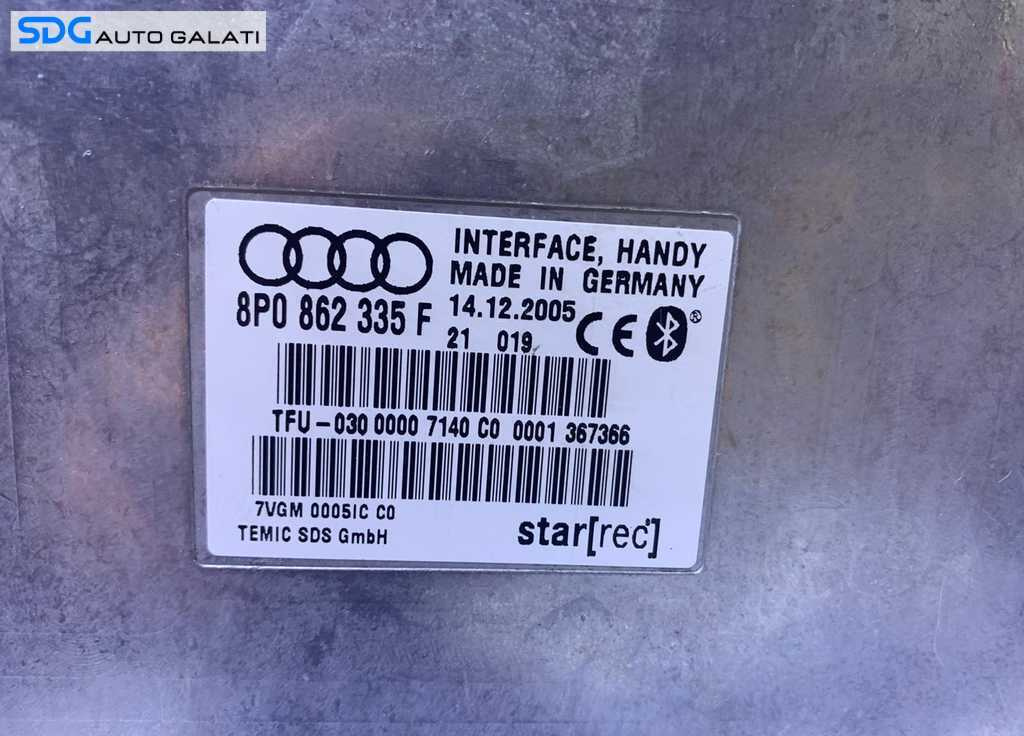 SDG AUTO GALATI
INTERFACE, HANDY
MADE IN GERMANY
8P0 862 335 F
14.12.2005
21 019
CE
®
TFU-030 0000 7140 C0 0001 367366
7VGM 0005IC C0
TEMIC SDS GmbH
star[rec]